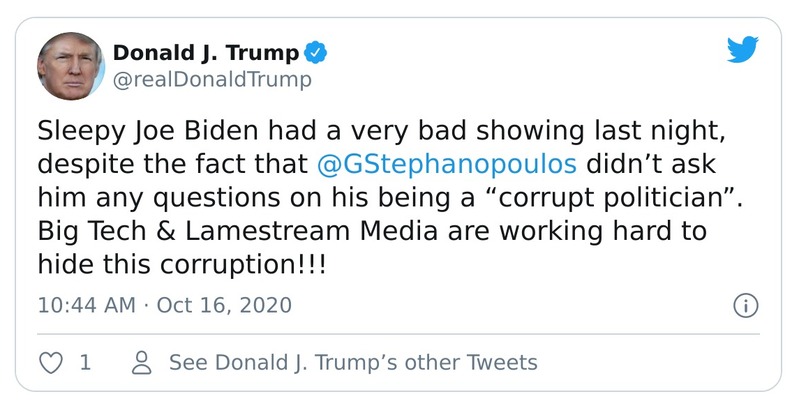 Donald J. Trump
@realDonaldTrump
Sleepy Joe Biden had a very bad showing last night,
despite the fact that @GStephanopoulos didn’t ask
him any questions on his being a “corrupt politician”.
Big Tech & Lamestream Media are working hard to
hide this corruption!!!
10:44 AM · Oct 16, 2020
1 See Donald J. Trump’s other Tweets